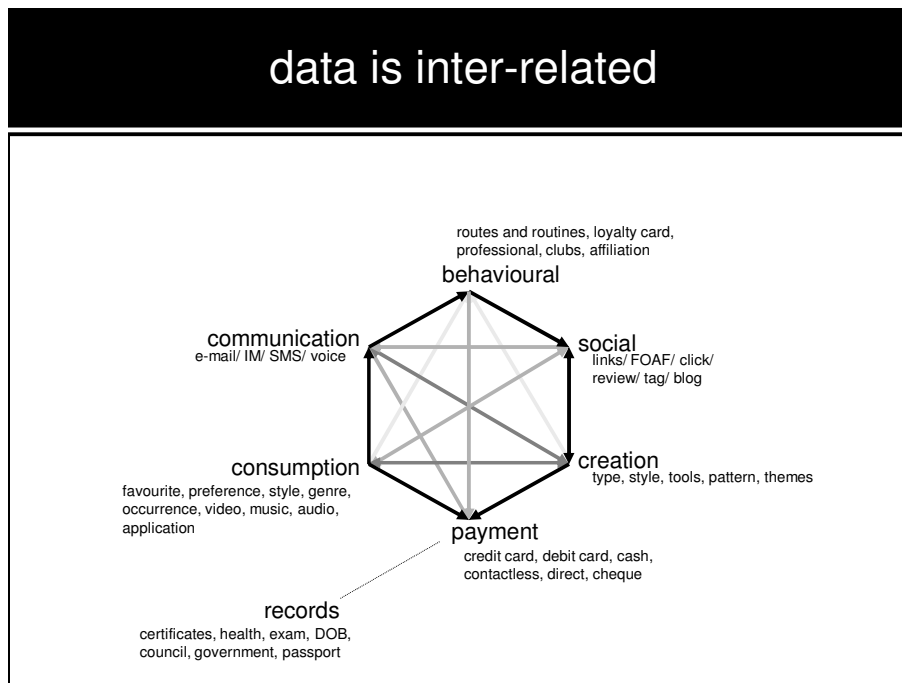 data is inter-related
routes and routines, loyalty card,
professional, clubs, affiliation
behavioural
communication
e-mail/ IM/ SMS/ voice
social
links/ FOAF/ click/
review/ tag/ blog
consumption
favourite, preference, style, genre,
occurrence, video, music, audio,
application
creation
type, style, tools, pattern, themes
payment
credit card, debit card, cash,
contactless, direct, cheque
records
certificates, health, exam, DOB,
council, government, passport